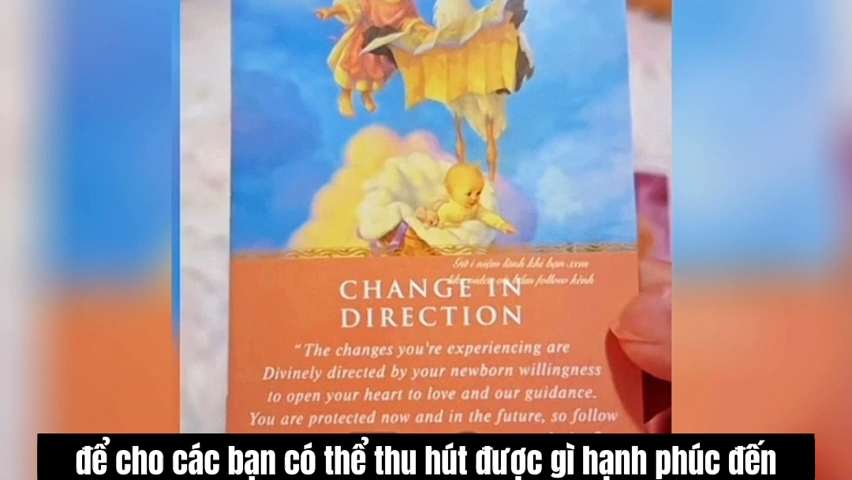 CHANGE IN
DIRECTION
"The changes you're experiencing are
Divinely directed by your newborn willingness
to open your heart to love and our guidance.
You are protected now and in the future, so follow
để cho các bạn có thể thu hút được gì hạnh phúc đến